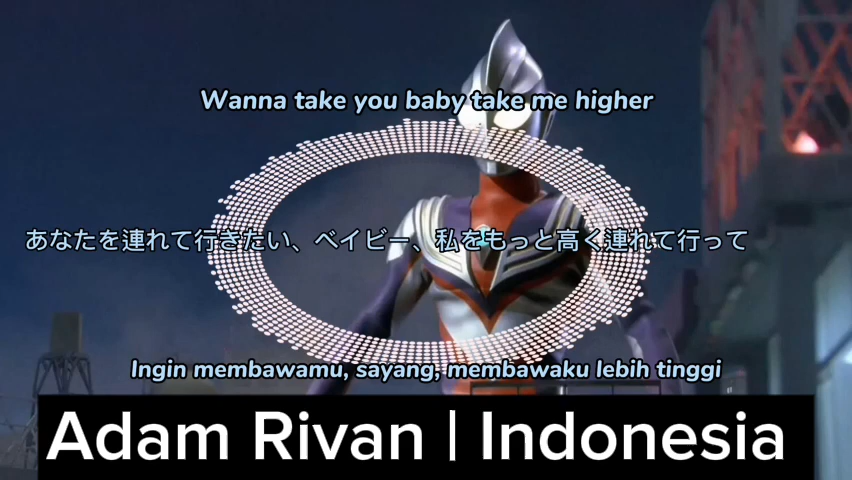 Wanna take you baby take me higher
あなたを連れて行きたい、ベイビー、私をもっと高く連れて行って
Ingin membawamu, sayang, membawaku lebih tinggi
Adam Rivan | Indonesia